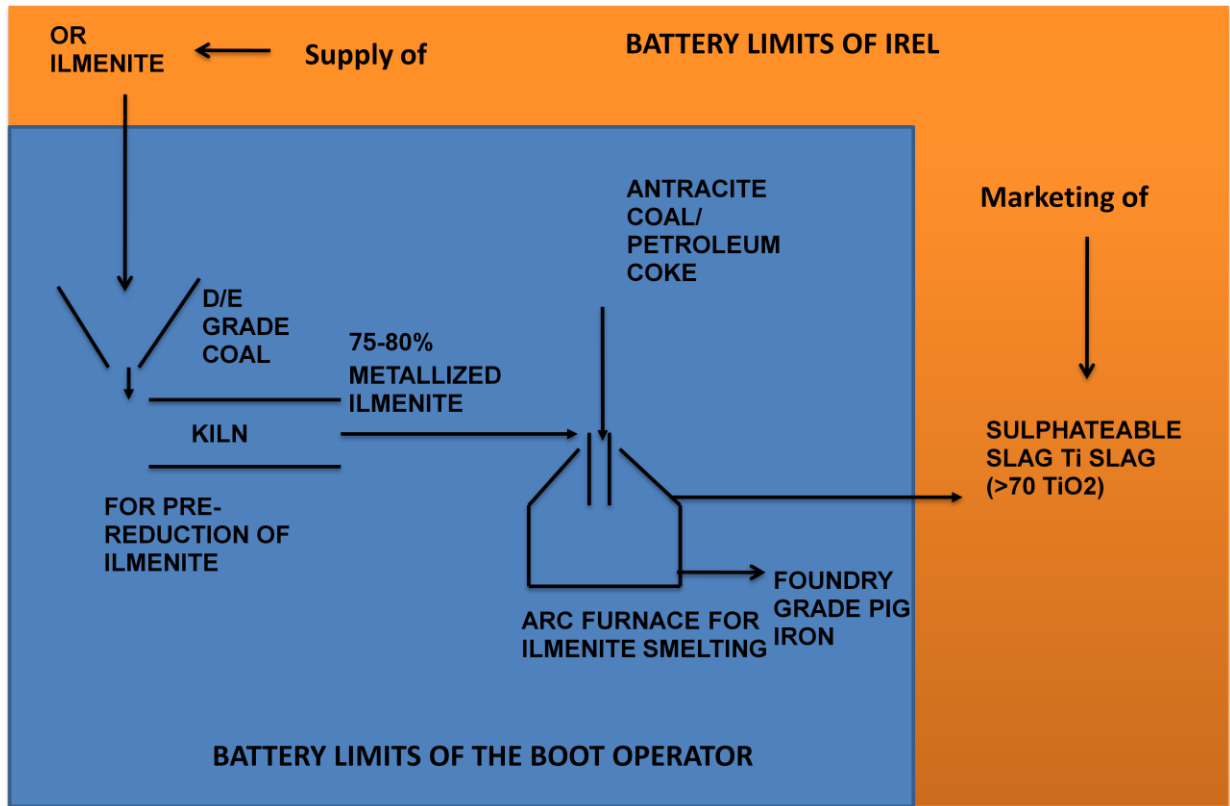 OR
ILMENITE
Supply of
BATTERY LIMITS OF IREL
ANTRACITE
COAL/
PETROLEUM
COKE
Marketing of
D/E
GRADE
COAL
75-80%
METALLIZED
ILMENITE
KILN
SULPHATEABLE
SLAG Ti SLAG
(>70 TiO2)
FOR PRE-
REDUCTION OF
ILMENITE
FOUNDRY
GRADE PIG
IRON
ARC FURNACE FOR
ILMENITE SMELTING
BATTERY LIMITS OF THE BOOT OPERATOR